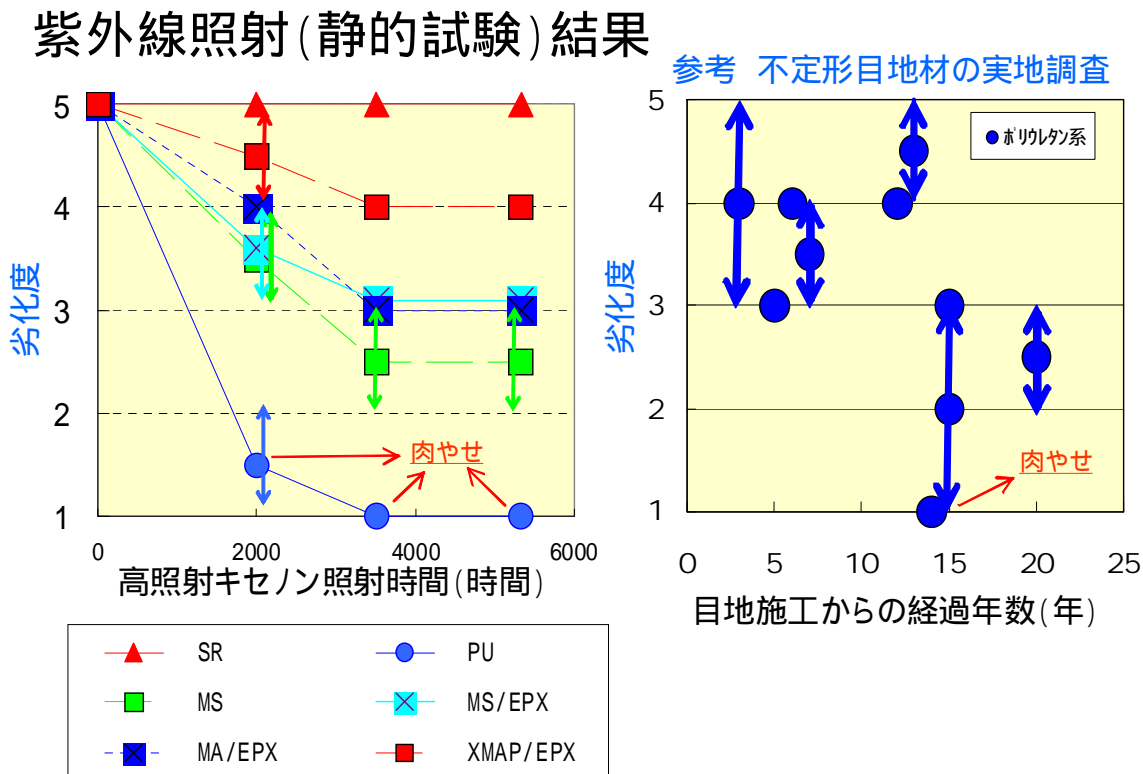 紫外線照射(静的試験)結果
参考 不定形目地材の実地調査
5
4
3
2
1
劣化度
肉やせ
0
2000
4000
6000
高照射キセノン照射時間(時間)
SR
PU
MS
MS/EPX
MA/EPX
XMAP/EPX
5
4
3
2
1
劣化度
ポリウレタン系
肉やせ
0
5
10
15
20
25
目地施工からの経過年数(年)